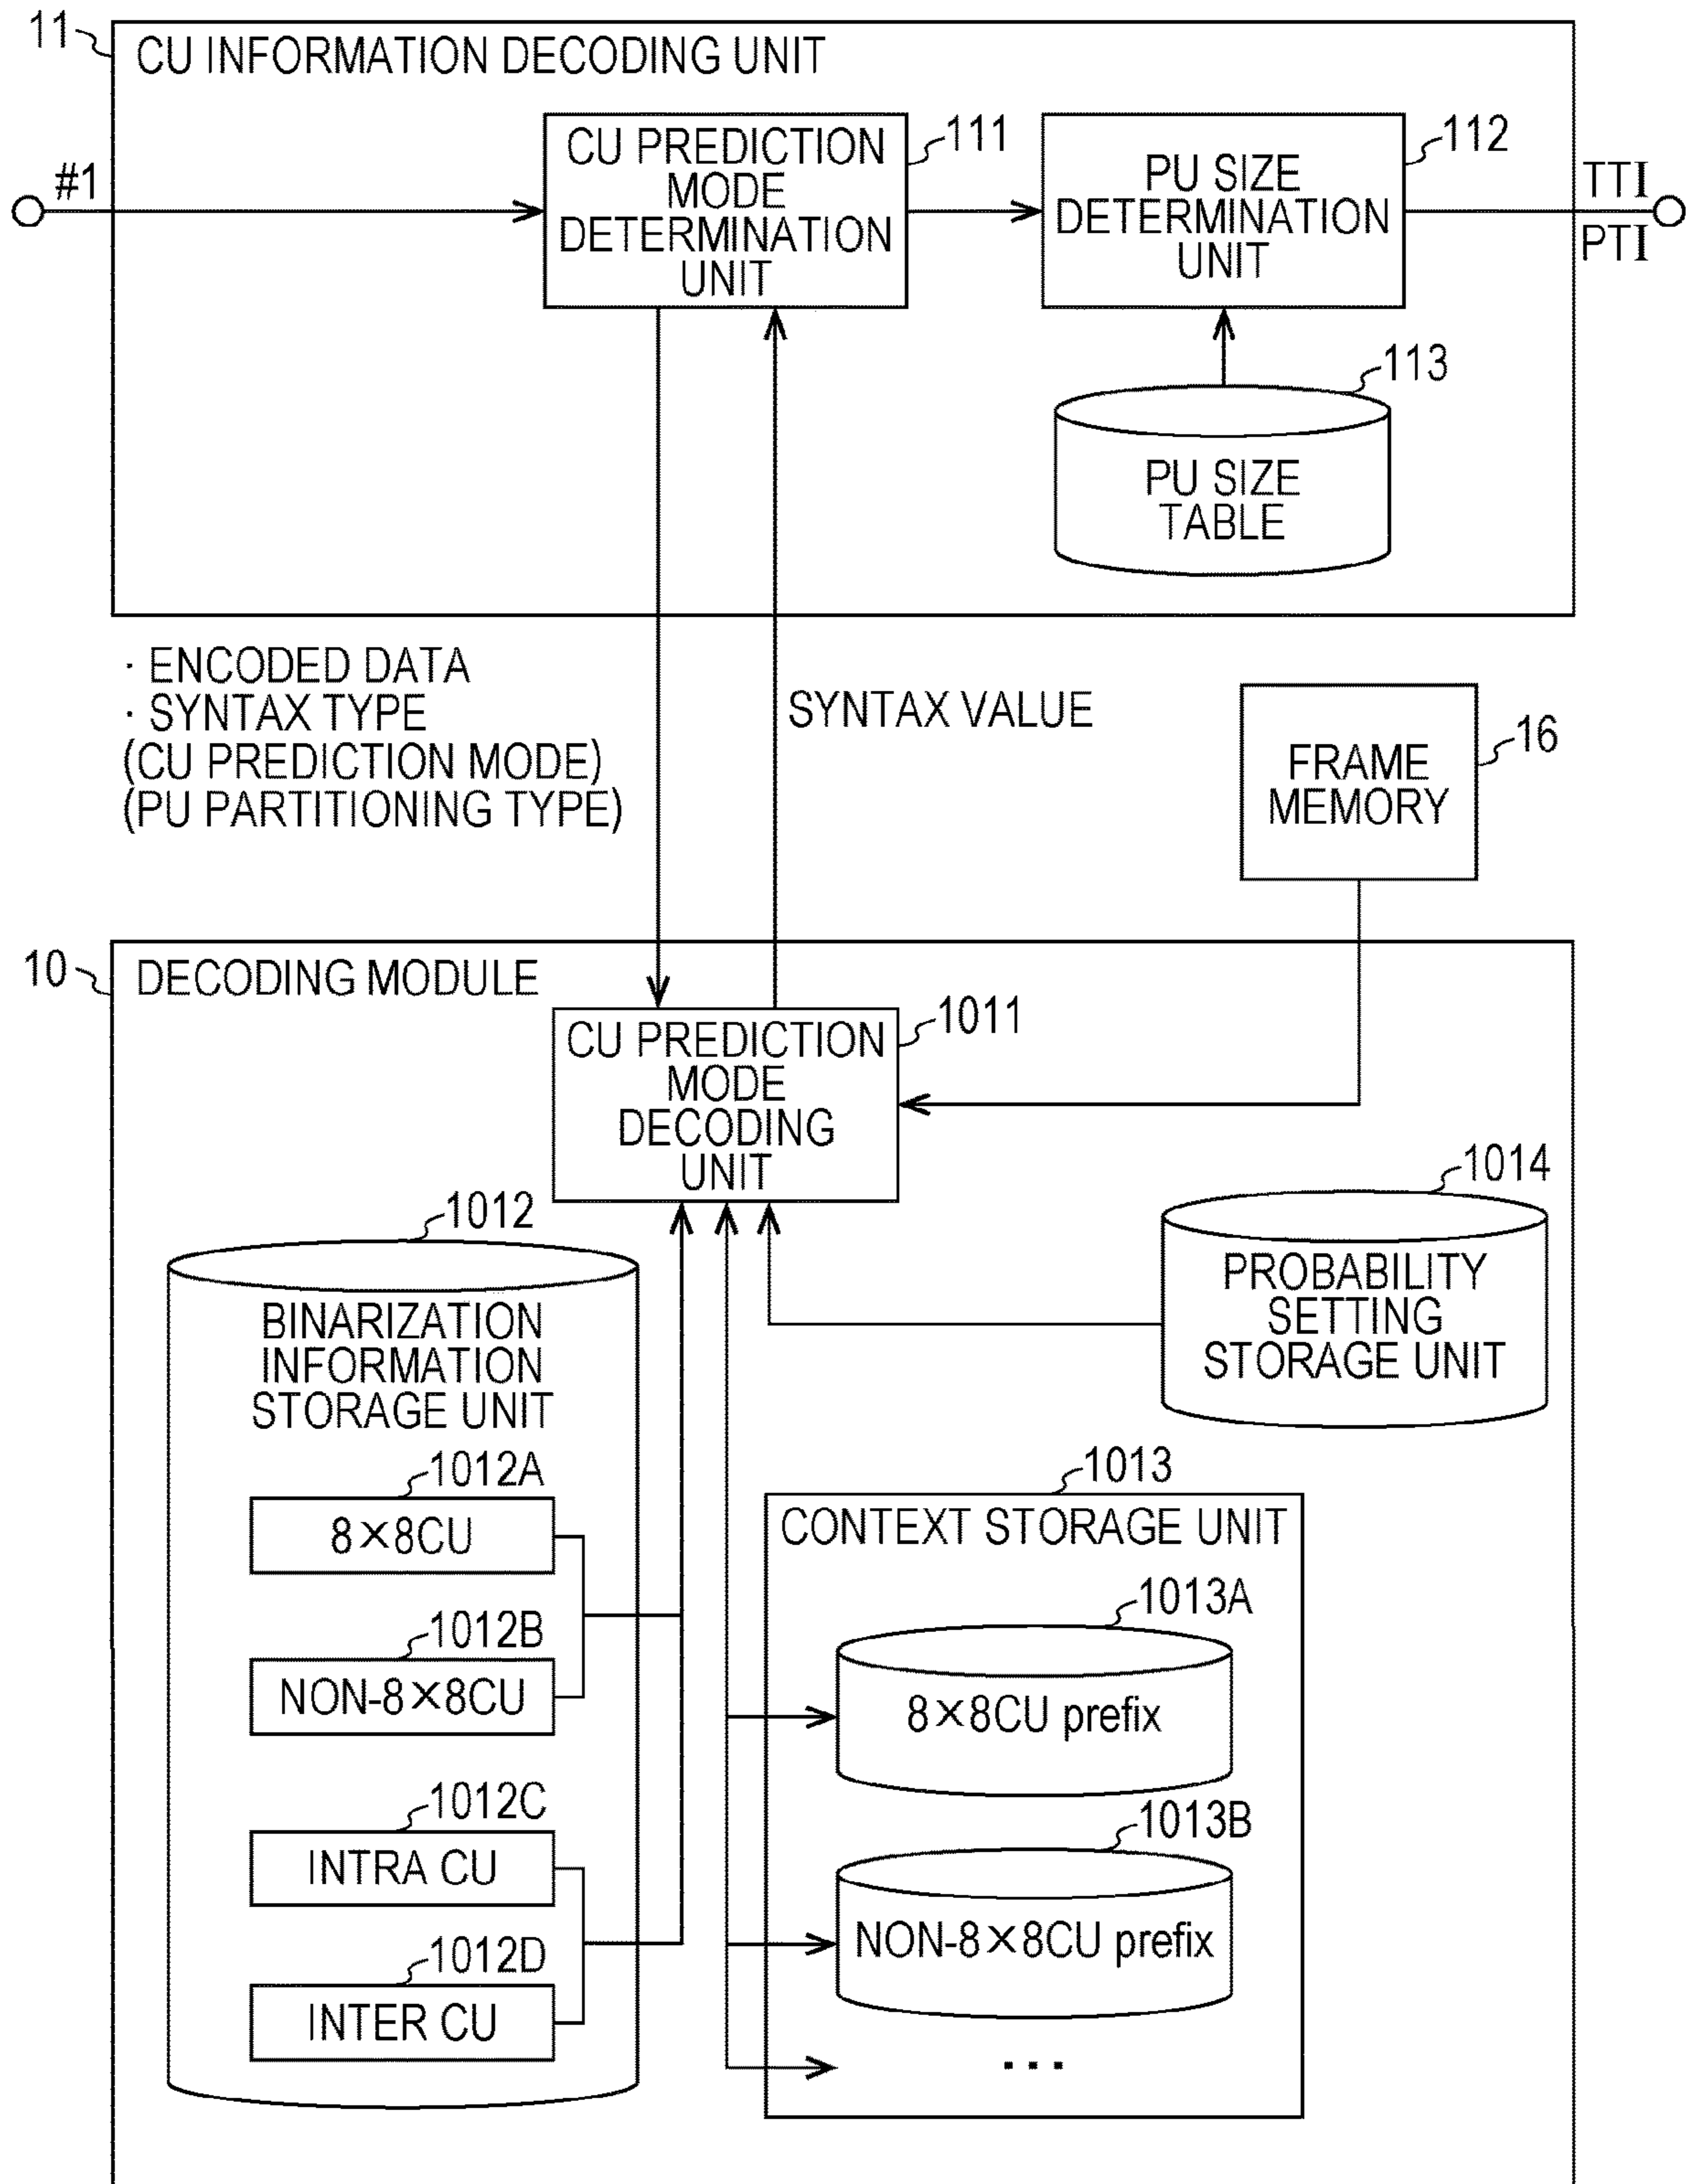 11
CU INFORMATION DECODING UNIT
#1
CU PREDICTION
MODE
DETERMINATION
UNIT
111
PU SIZE
DETERMINATION
UNIT
112
TTI
PTI
113
PU SIZE
TABLE
· ENCODED DATA
· SYNTAX TYPE
(CU PREDICTION MODE)
(PU PARTITIONING TYPE)
SYNTAX VALUE
FRAME
MEMORY
16
10
DECODING MODULE
CU PREDICTION
MODE
DECODING
UNIT
1011
1014
PROBABILITY
SETTING
STORAGE UNIT
1012
BINARIZATION
INFORMATION
STORAGE UNIT
1012A
8×8CU
1012B
NON-8×8CU
1012C
INTRA CU
1012D
INTER CU
1013
CONTEXT STORAGE UNIT
1013A
8×8CU prefix
1013B
NON-8×8CU prefix
...